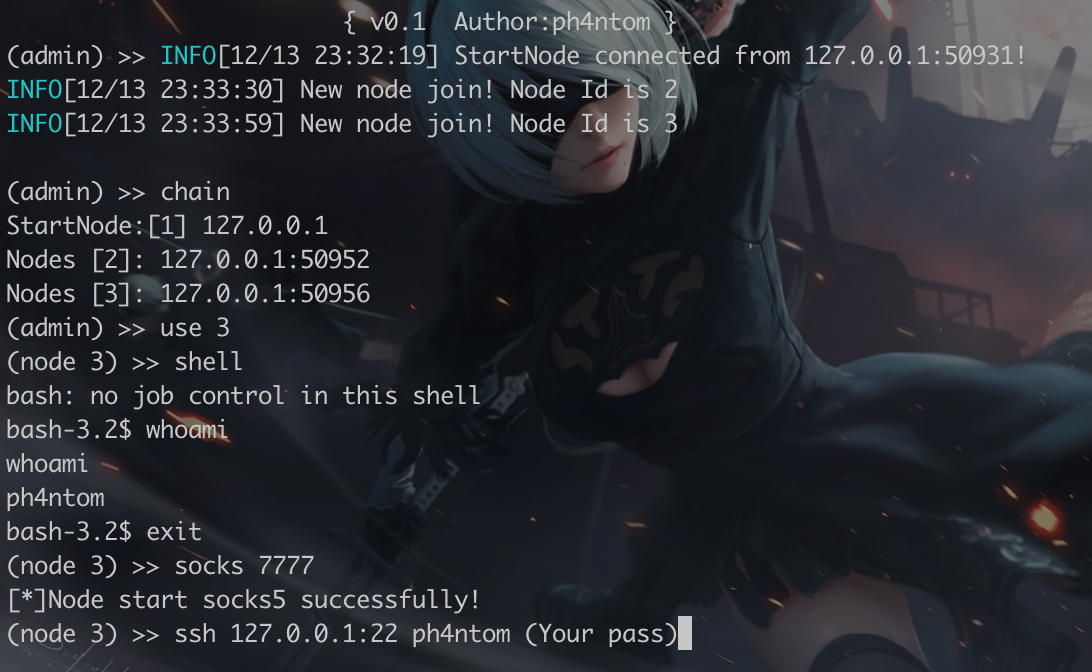 { v0.1  Author:ph4ntom }
(admin) >> INFO[12/13 23:32:19] StartNode connected from 127.0.0.1:50931!
INFO[12/13 23:33:30] New node join! Node Id is 2
INFO[12/13 23:33:59] New node join! Node Id is 3
(admin) >> chain
StartNode:[1] 127.0.0.1
Nodes [2]: 127.0.0.1:50952
Nodes [3]: 127.0.0.1:50956
(admin) >> use 3
(node 3) >> shell
bash: no job control in this shell
bash-3.2$ whoami
whoami
ph4ntom
bash-3.2$ exit
(node 3) >> socks 7777
[*]Node start socks5 successfully!
(node 3) >> ssh 127.0.0.1:22 ph4ntom (Your pass)